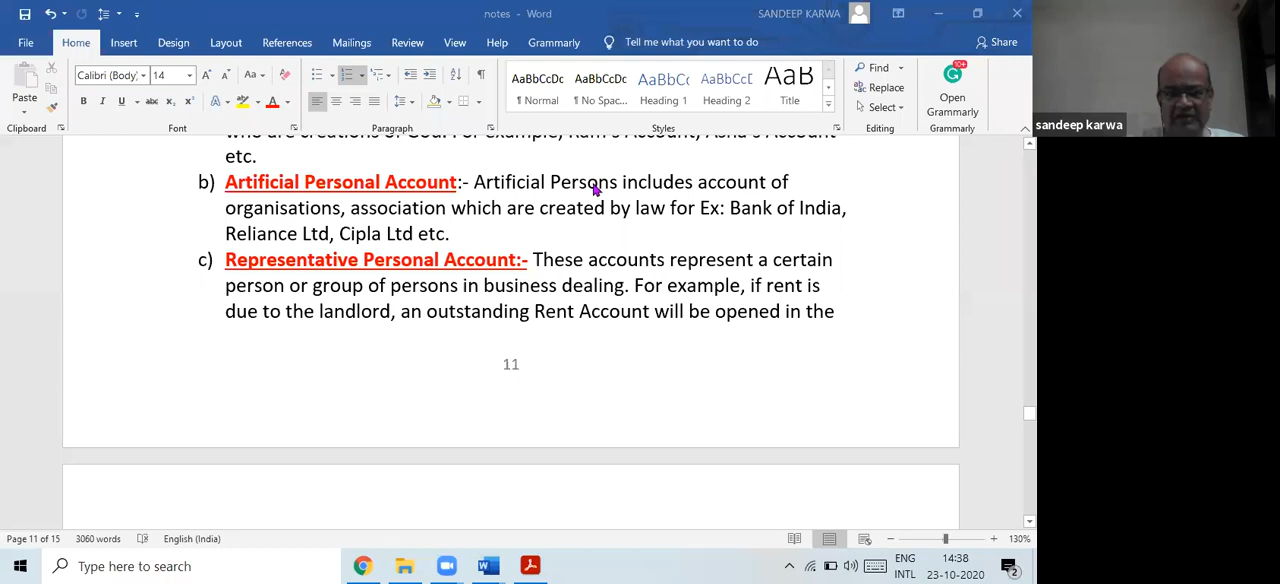 notes - Word
SANDEEP KARWA
File Home Insert Design Layout References Mailings Review View Help Grammarly Tell me what you want to do Share
Paste
Calibri (Body) 14
AaBbCcDc AaBbCcDc AaBbCc AaBbCcD AaB
¶ Normal ¶ No Spac... Heading 1 Heading 2 Title
Find
Replace
Select
Open
Grammarly
10+
Clipboard Font Paragraph Styles Editing Grammarly
sandeep karwa
etc.
b) Artificial Personal Account:- Artificial Persons includes account of
organisations, association which are created by law for Ex: Bank of India,
Reliance Ltd, Cipla Ltd etc.
c) Representative Personal Account:- These accounts represent a certain
person or group of persons in business dealing. For example, if rent is
due to the landlord, an outstanding Rent Account will be opened in the
11
Page 11 of 15 3060 words English (India) 130%
Type here to search
ENG
INTL
14:38
23-10-2020
2